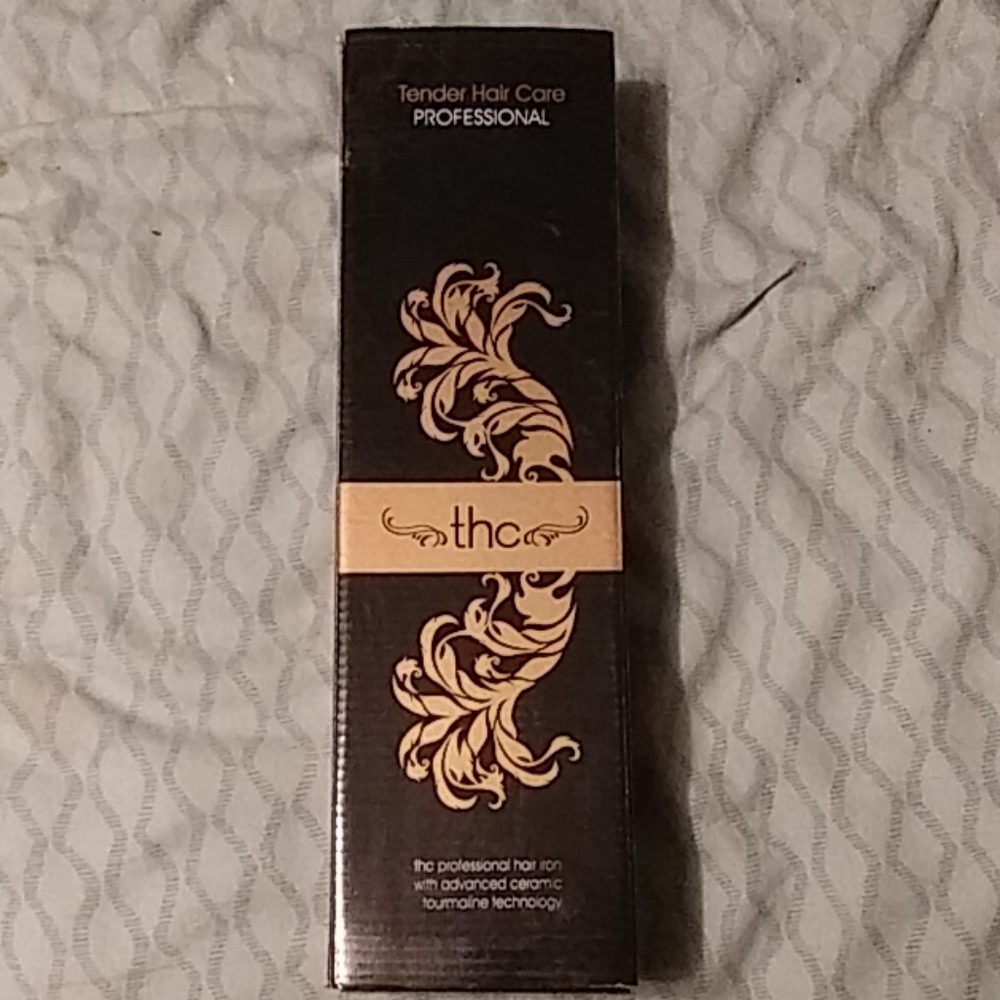 Tender Hair Care
PROFESSIONAL
thc
thc professional hair iron
with advanced ceramic
tourmaline technology